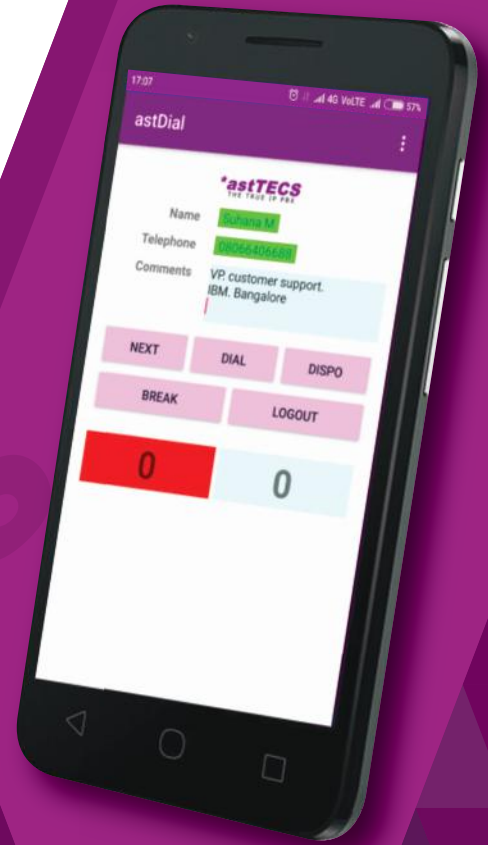 17:07 4G VoLTE 57%
astDial
*astTECS
THE TRUE IP PBX
Name Suhana M
Telephone 08066406688
Comments VP. customer support.
IBM. Bangalore
NEXT DIAL DISPO
BREAK LOGOUT
0 0